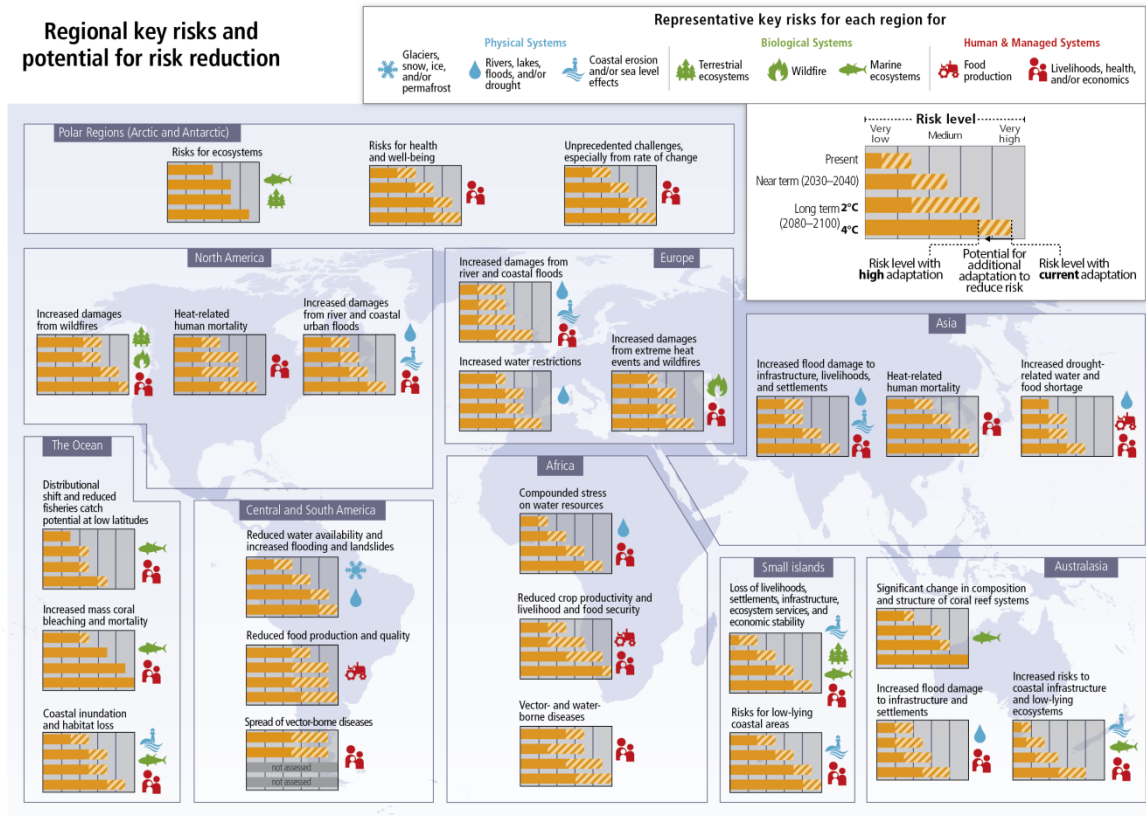 Regional key risks and
potential for risk reduction
Representative key risks for each region for
Physical Systems
Biological Systems
Human & Managed Systems
Glaciers,
snow, ice,
and/or
permafrost
Rivers, lakes,
floods, and/or
drought
Coastal erosion
and/or sea level
effects
Terrestrial
ecosystems
Wildfire
Marine
ecosystems
Food
production
Livelihoods, health,
and/or economics
Risk level
Very
low
Medium
Very
high
Present
Near term (2030–2040)
Long term
(2080–2100)
2°C
4°C
Risk level with
high adaptation
Potential for
additional
adaptation to
reduce risk
Risk level with
current adaptation
Polar Regions (Arctic and Antarctic)
Risks for ecosystems
Risks for health
and well-being
Unprecedented challenges,
especially from rate of change
North America
Increased damages
from wildfires
Heat-related
human mortality
Increased damages
from river and coastal
urban floods
Europe
Increased damages from
river and coastal floods
Increased water restrictions
Increased damages
from extreme heat
events and wildfires
Asia
Increased flood damage to
infrastructure, livelihoods,
and settlements
Heat-related
human mortality
Increased drought-
related water and
food shortage
The Ocean
Distributional
shift and reduced
fisheries catch
potential at low latitudes
Increased mass coral
bleaching and mortality
Coastal inundation
and habitat loss
Central and South America
Reduced water availability and
increased flooding and landslides
Reduced food production and quality
Spread of vector-borne diseases
not assessed
not assessed
Africa
Compounded stress
on water resources
Reduced crop productivity and
livelihood and food security
Vector- and water-
borne diseases
Small islands
Loss of livelihoods,
settlements, infrastructure,
ecosystem services, and
economic stability
Risks for low-lying
coastal areas
Australasia
Significant change in composition
and structure of coral reef systems
Increased flood damage
to infrastructure and
settlements
Increased risks to
coastal infrastructure
and low-lying
ecosystems